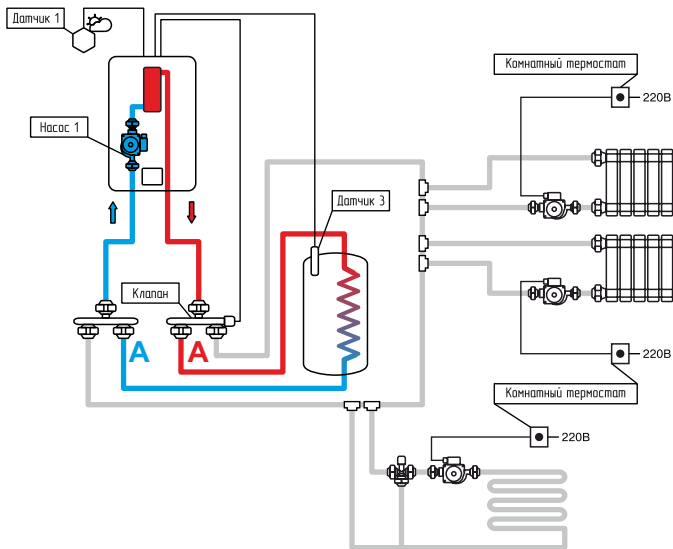 Датчик 1
Комнатный термостат
220В
Насос 1
Датчик 3
Клапан
A
A
220В
Комнатный термостат
220В